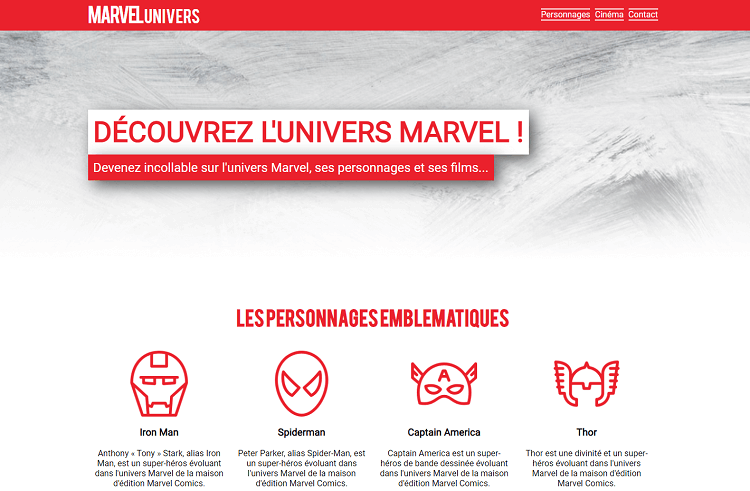 MARVEL UNIVERS
Personnages Cinéma Contact
DÉCOUVREZ L'UNIVERS MARVEL !
Devenez incollable sur l'univers Marvel, ses personnages et ses films...
LES PERSONNAGES EMBLEMATIQUES
A
Iron Man
Anthony « Tony » Stark, alias Iron
Man, est un super-héros évoluant
dans l'univers Marvel de la maison
d'édition Marvel Comics.
Spiderman
Peter Parker, alias Spider-Man, est
un super-héros évoluant dans
l'univers Marvel de la maison
d'édition Marvel Comics.
Captain America
Captain America est un super-
héros de bande dessinée évoluant
dans l'univers Marvel de la maison
d'édition Marvel Comics.
Thor
Thor est une divinité et un super-
héros évoluant dans l'univers
Marvel de la maison d'édition
Marvel Comics.